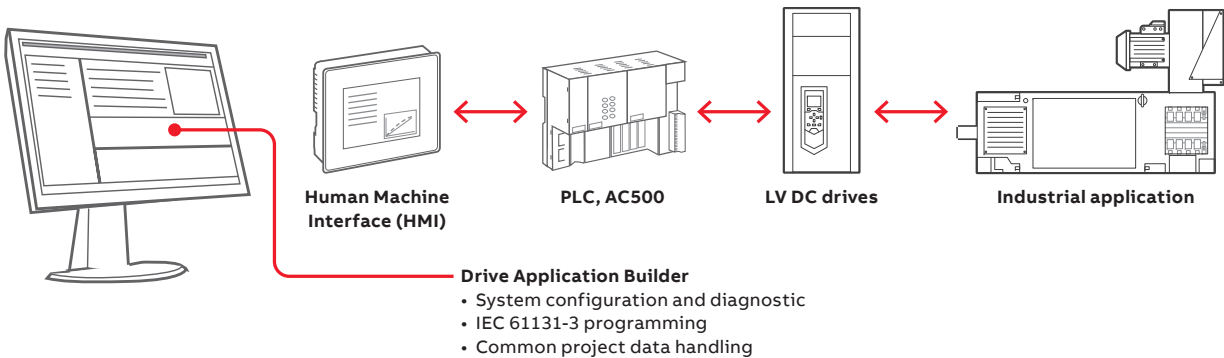 Human Machine
Interface (HMI)
PLC, AC500
LV DC drives
Industrial application
Drive Application Builder
• System configuration and diagnostic
• IEC 61131-3 programming
• Common project data handling